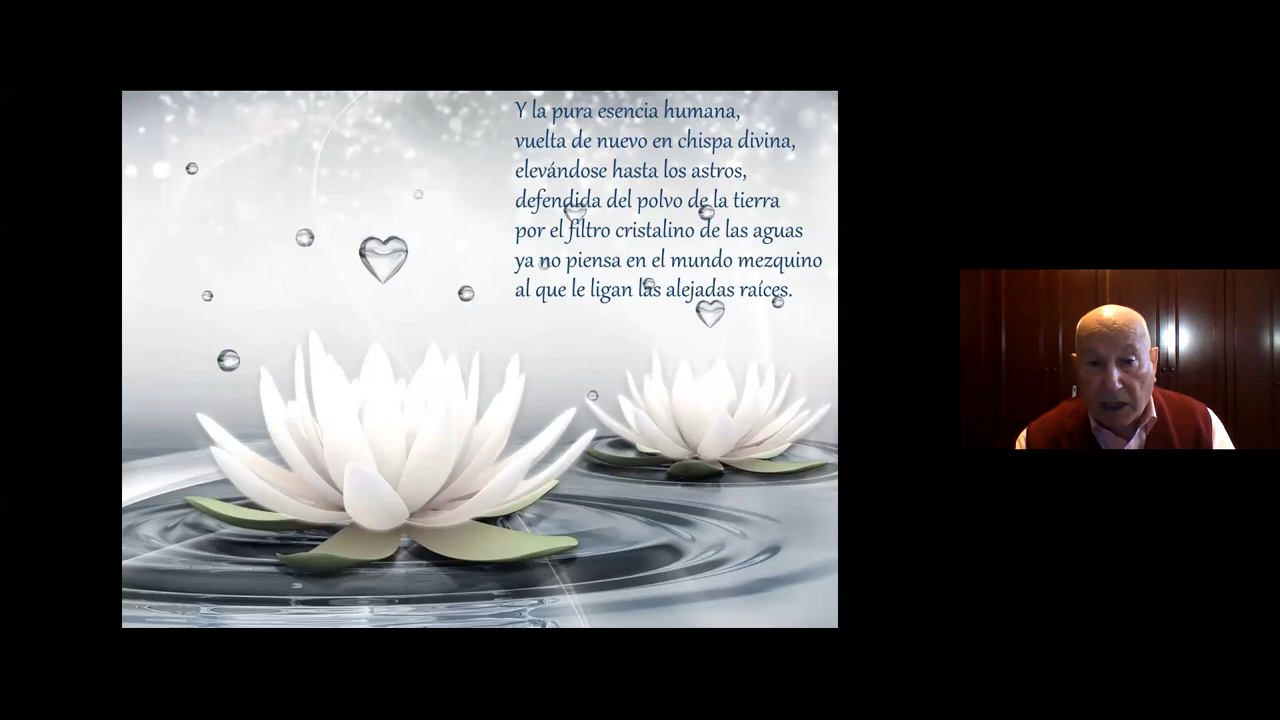 Y la pura esencia humana,
vuelta de nuevo en chispa divina,
elevándose hasta los astros,
defendida del polvo de la tierra
por el filtro cristalino de las aguas
ya no piensa en el mundo mezquino
al que le ligan las alejadas raíces.